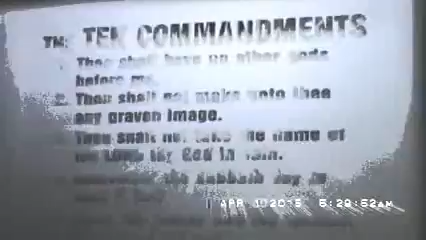 THE TEN COMMANDMENTS
Thou shalt have no other gods
before me.
Thou shalt not make unto thee
any graven image.
Thou shalt not take the name of
the Lord thy God in vain.
the Sabbath day
APR. 1 2015 5:29:52AM